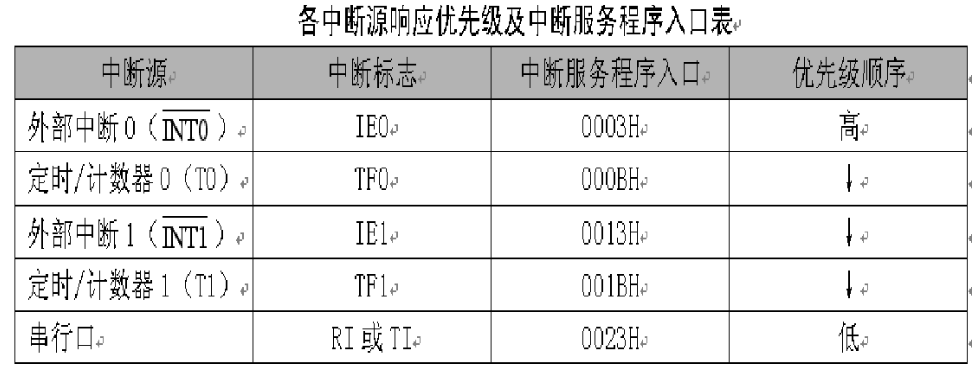 各中断源响应优先级及中断服务程序入口表
中断源 中断标志 中断服务程序入口 优先级顺序
外部中断0（INT0） IE0 0003H 高
定时/计数器0（T0） TF0 000BH ↓
外部中断1（INT1） IE1 0013H ↓
定时/计数器1（T1） TF1 001BH ↓
串行口 RI或TI 0023H 低